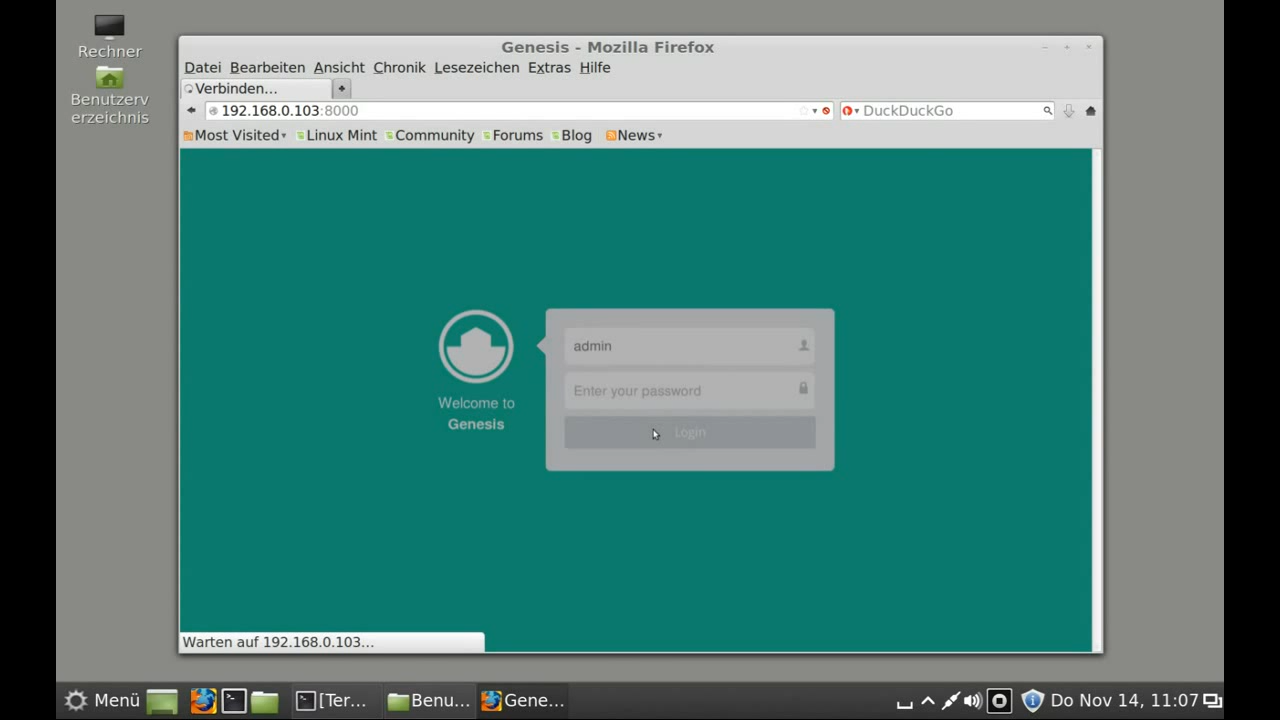 Rechner
Benutzerv
erzeichnis
Genesis - Mozilla Firefox
Datei Bearbeiten Ansicht Chronik Lesezeichen Extras Hilfe
Verbinden...
192.168.0.103:8000
DuckDuckGo
Most Visited Linux Mint Community Forums Blog News
admin
Enter your password
Login
Welcome to
Genesis
Warten auf 192.168.0.103...
Menü [Ter... Benu... Gene... Do Nov 14, 11:07